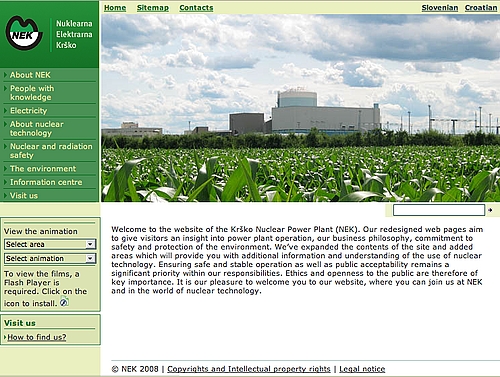 NEK
Nuklearna
Elektrarna
Krško
Home Sitemap Contacts
Slovenian Croatian
About NEK
People with
knowledge
Electricity
About nuclear
technology
Nuclear and radiation
safety
The environment
Information centre
Visit us
View the animation
Select area
Select animation
To view the films, a
Flash Player is
required. Click on the
icon to install.
Visit us
How to find us?
Welcome to the website of the Krško Nuclear Power Plant (NEK). Our redesigned web pages aim
to give visitors an insight into power plant operation, our business philosophy, commitment to
safety and protection of the environment. We've expanded the contents of the site and added
areas which will provide you with additional information and understanding of the use of nuclear
technology. Ensuring safe and stable operation as well as public acceptability remains a
significant priority within our responsibilities. Ethics and openness to the public are therefore of
key importance. It is our pleasure to welcome you to our website, where you can join us at NEK
and in the world of nuclear technology.
© NEK 2008 | Copyrights and Intellectual property rights | Legal notice